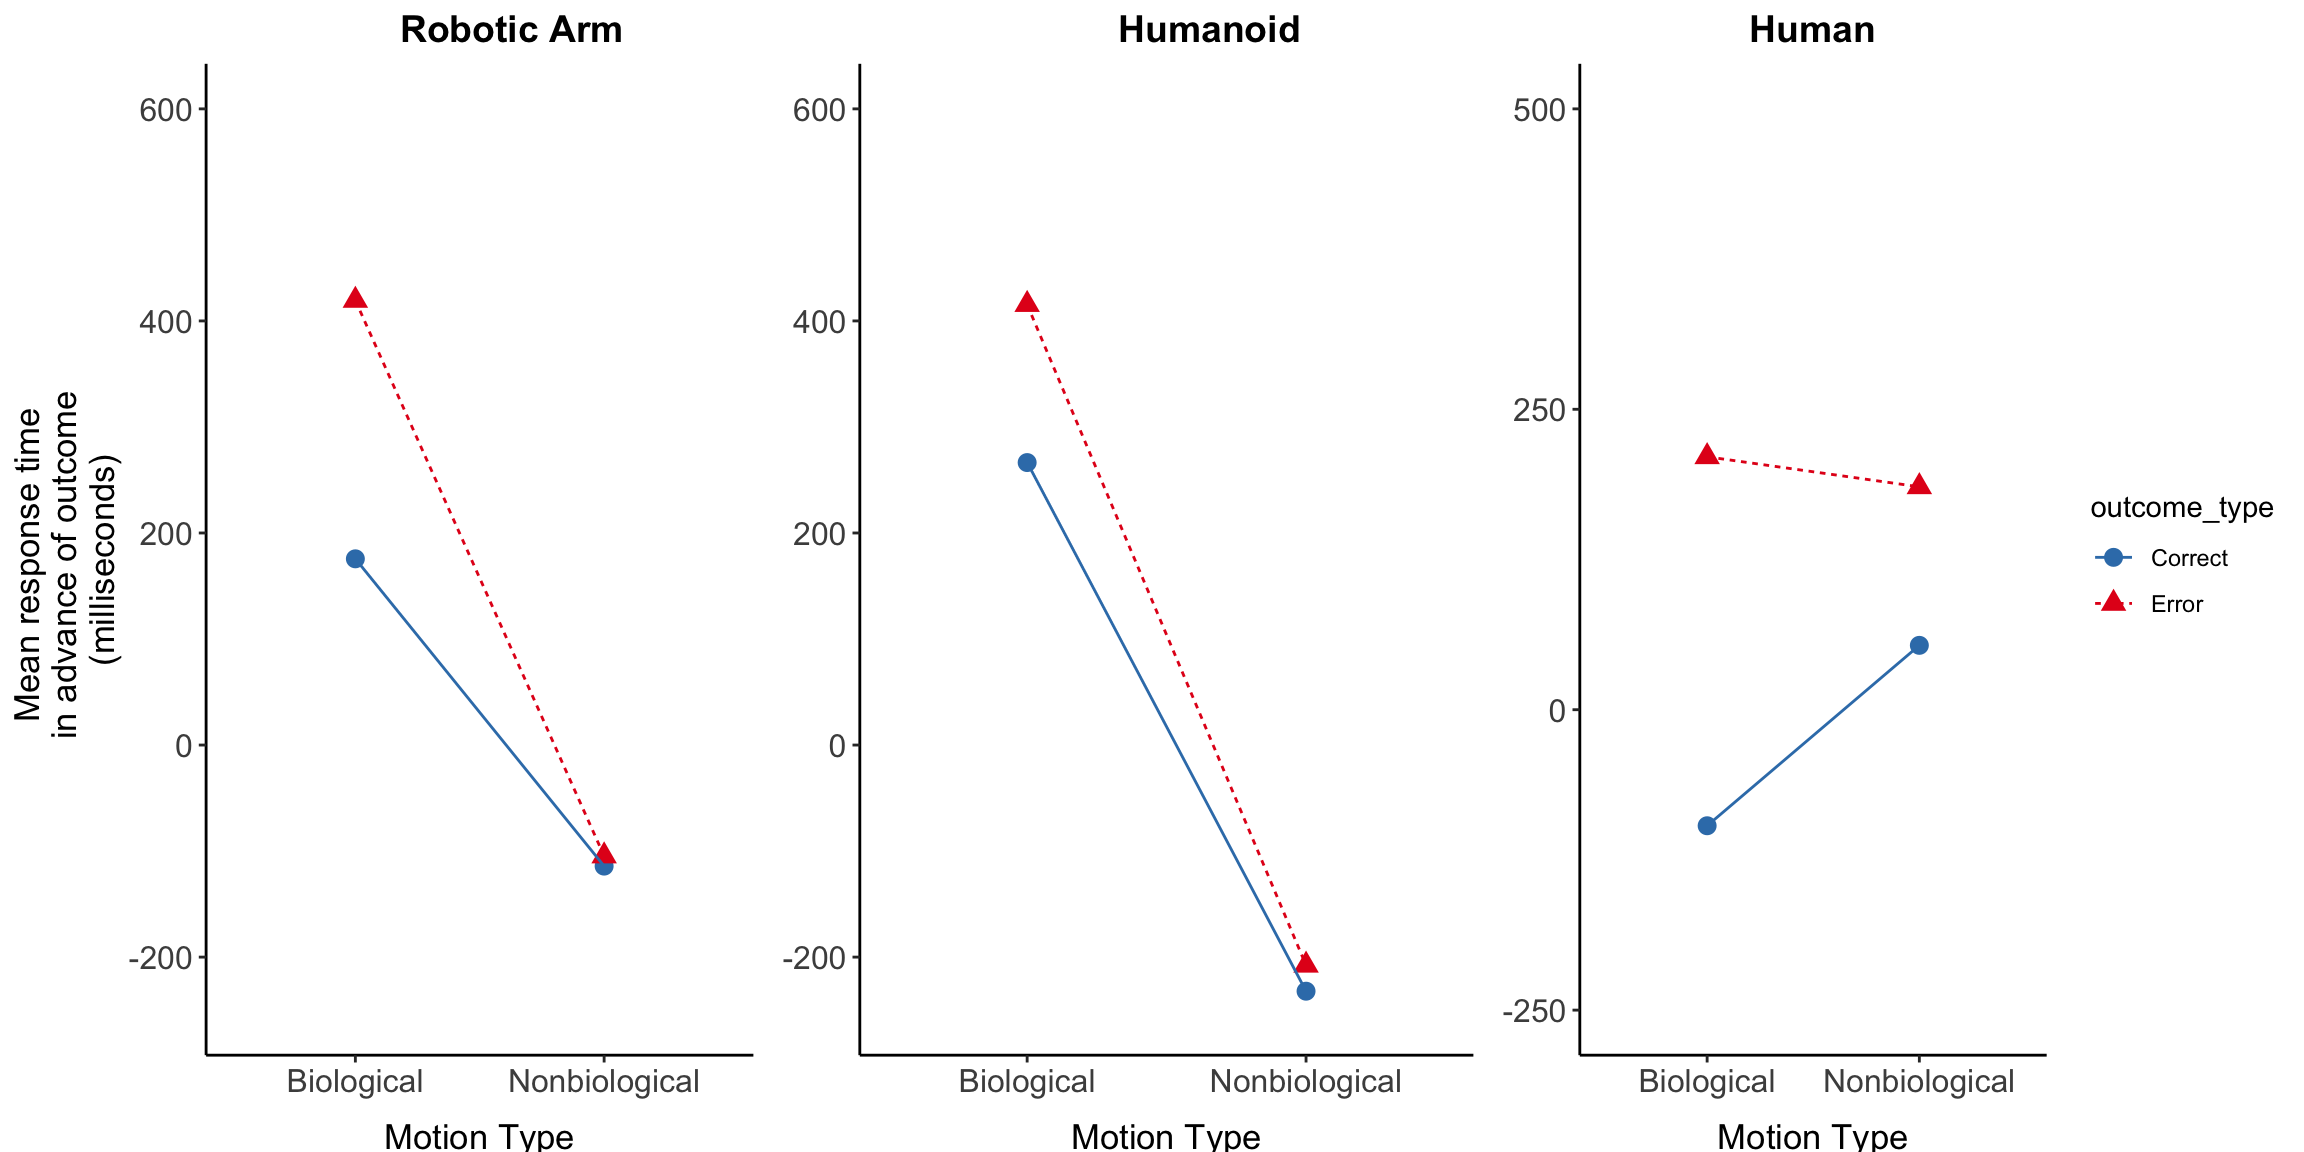 Robotic Arm
Humanoid
Human
Mean response time
in advance of outcome
(milliseconds)
600
400
200
0
-200
Biological
Nonbiological
Motion Type
600
400
200
0
-200
Biological
Nonbiological
Motion Type
500
250
0
-250
Biological
Nonbiological
Motion Type
outcome_type
Correct
Error